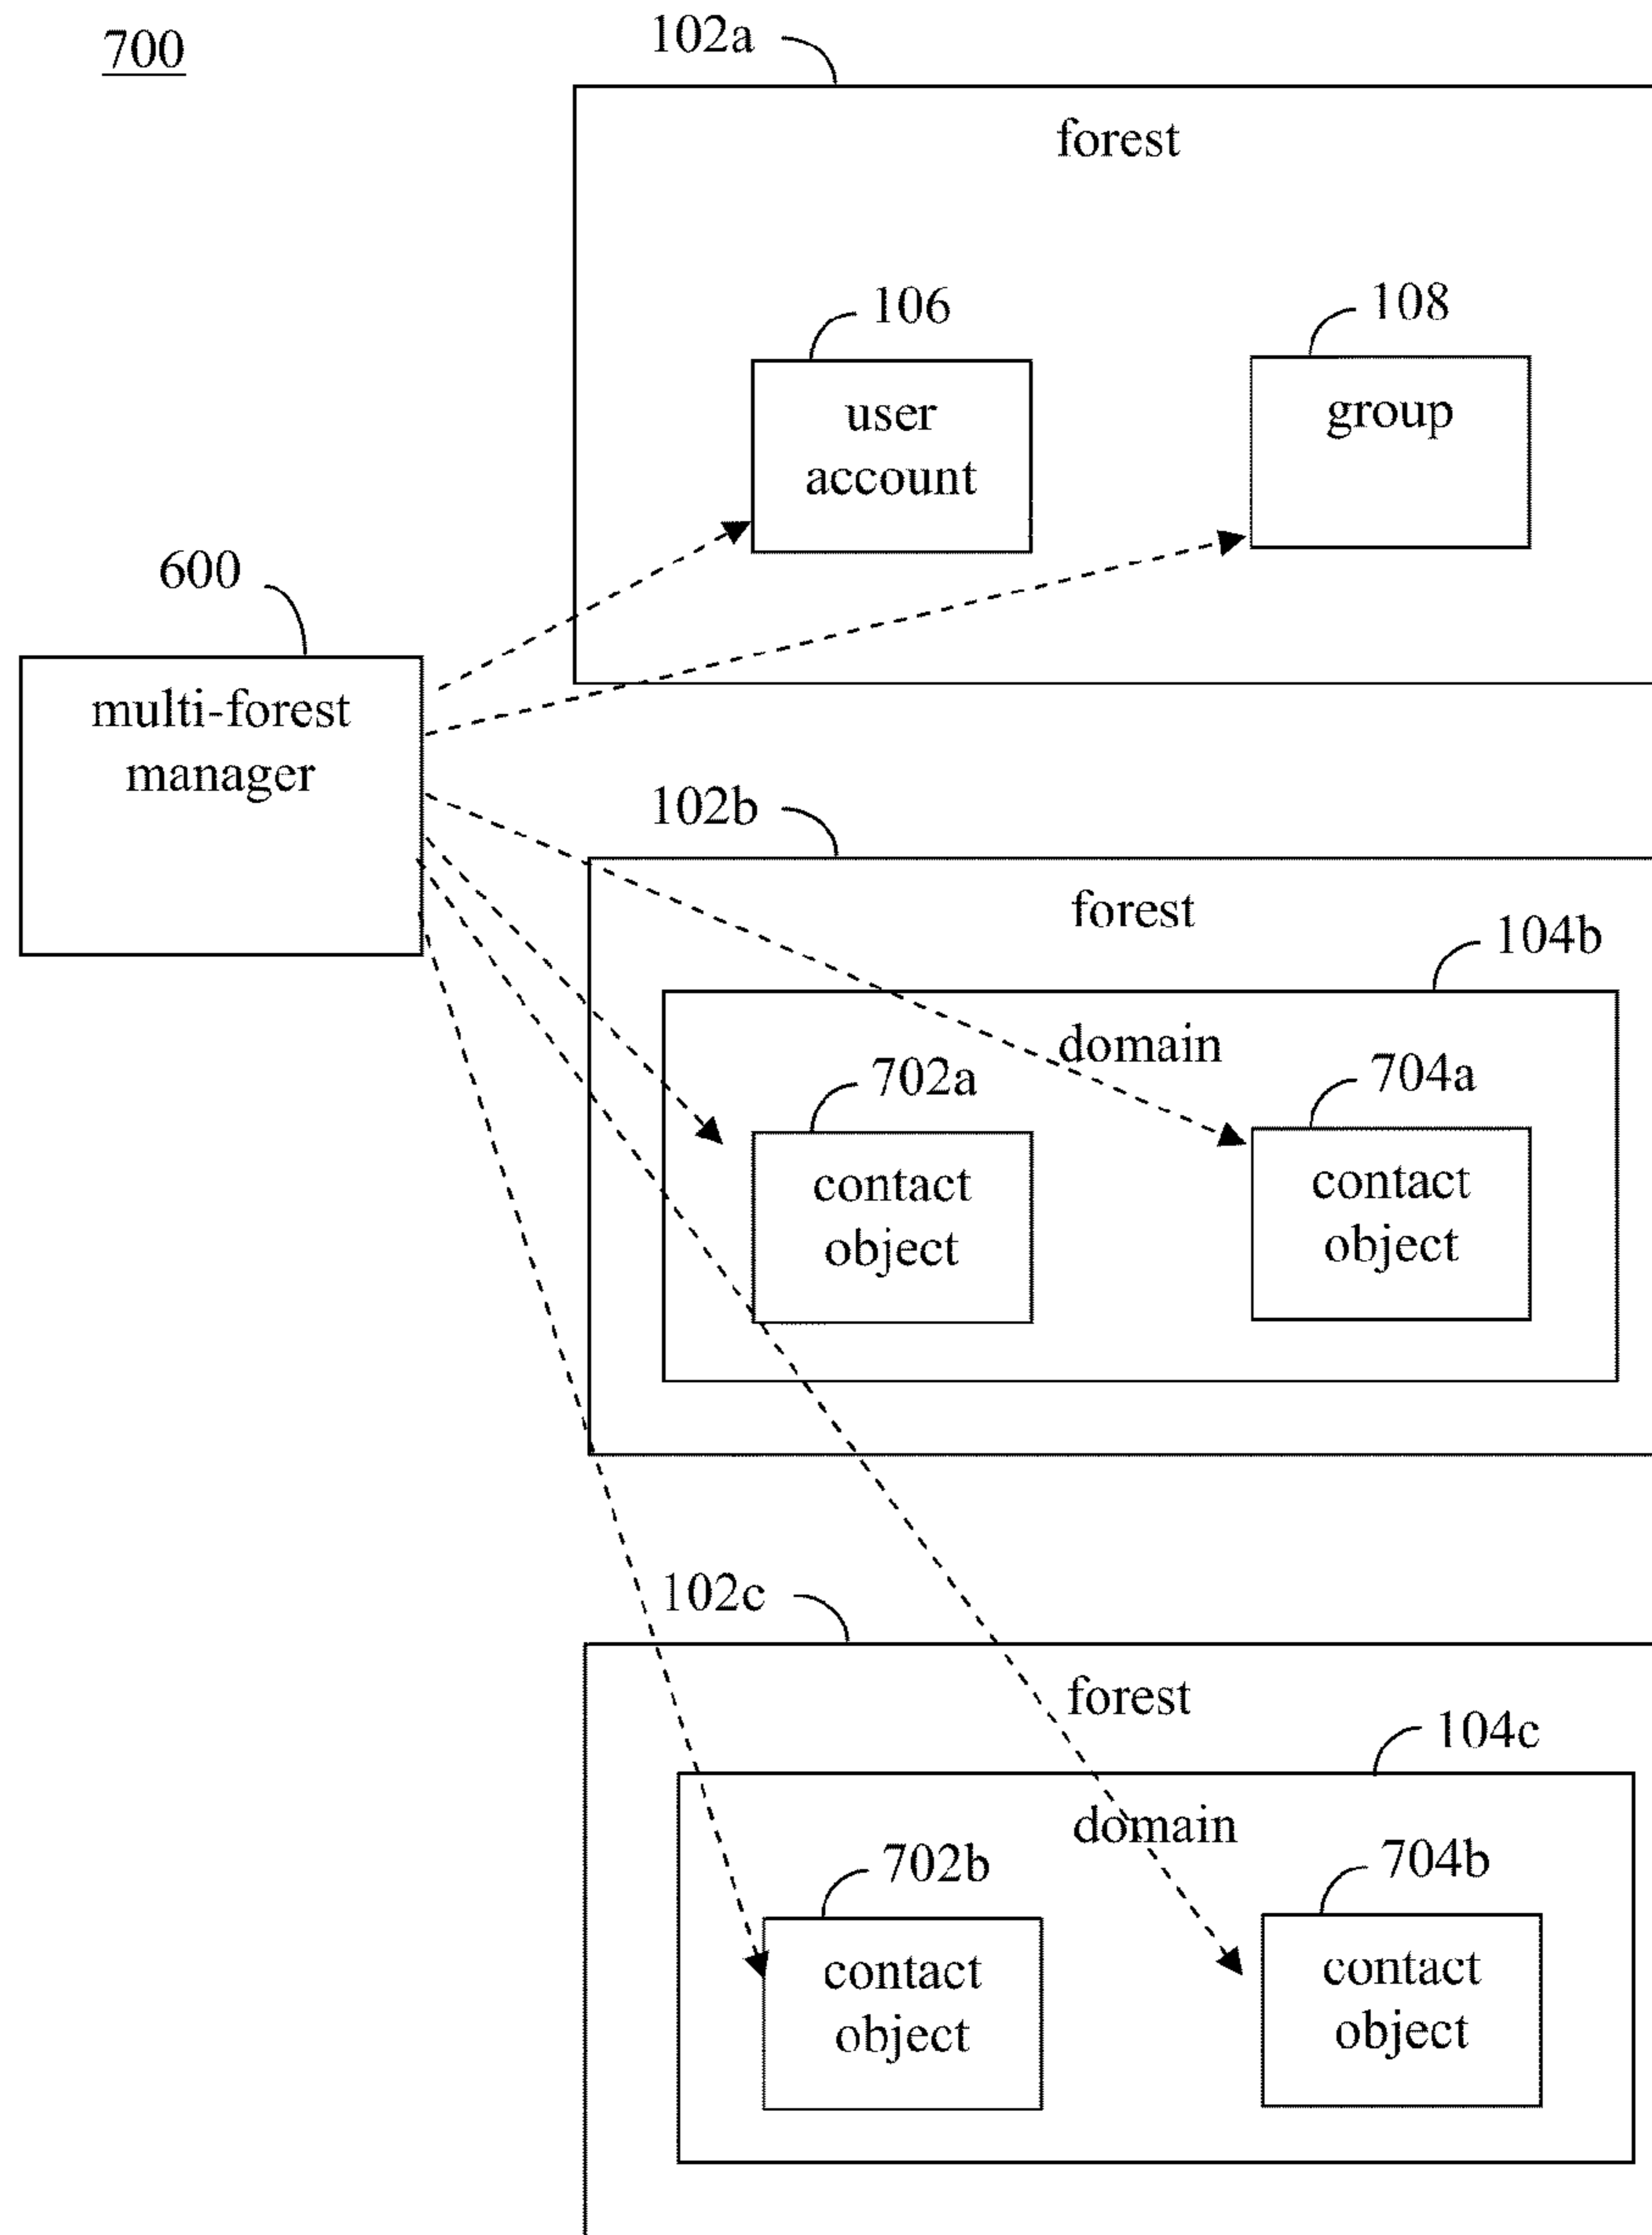 700
102a
forest
106
108
user
account
group
600
multi-forest
manager
102b
forest
104b
domain
702a
704a
contact
object
contact
object
102c
forest
104c
domain
702b
704b
contact
object
contact
object